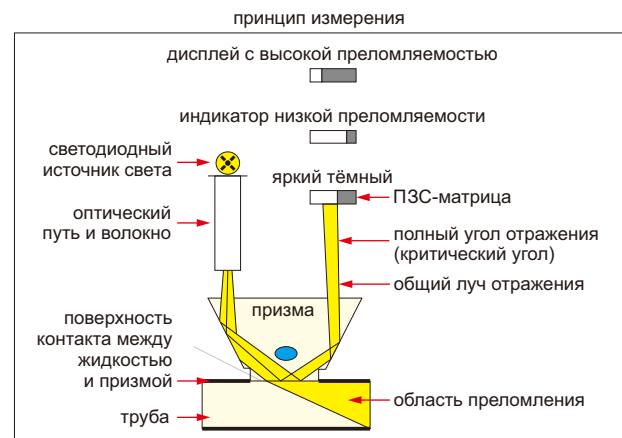 принцип измерения
дисплей с высокой преломляемостью
индикатор низкой преломляемости
светодиодный
источник света
яркий тёмный
ПЗС-матрица
оптический
путь и волокно
полный угол отражения
(критический угол)
общий луч отражения
призма
поверхность
контакта между
жидкостью
и призмой
труба
область преломления